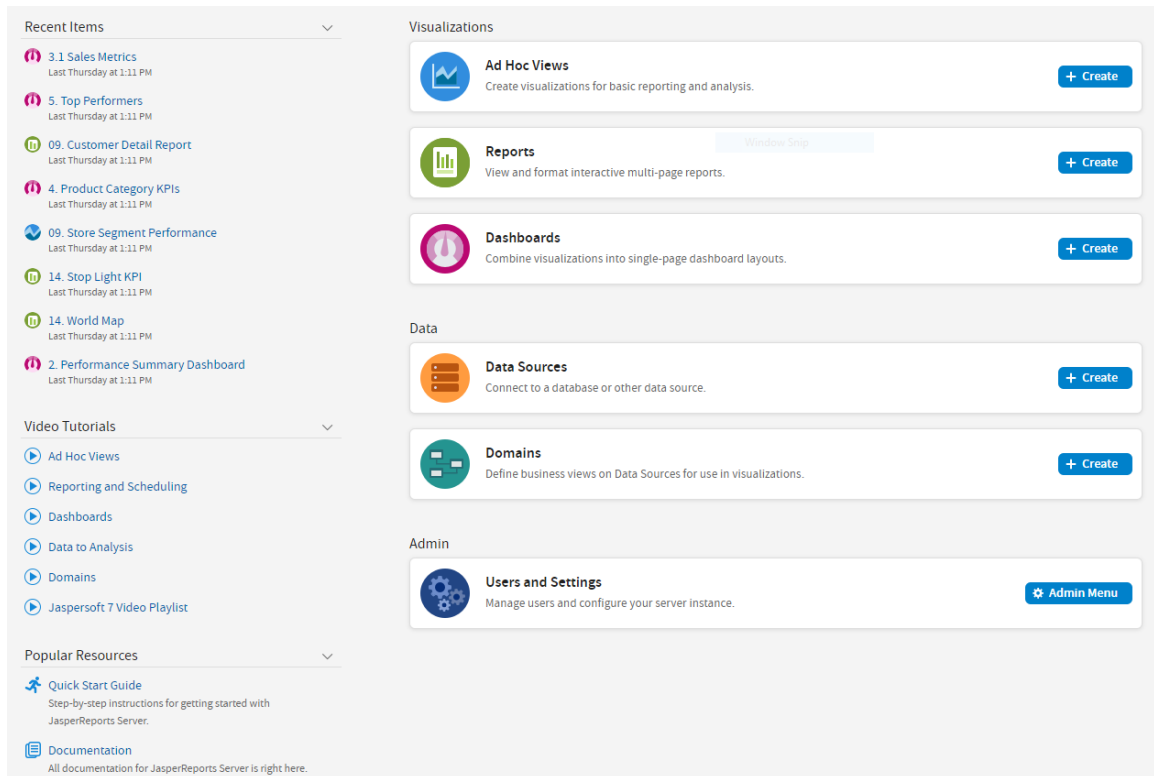 Recent Items
3.1 Sales Metrics
Last Thursday at 1:11 PM
5. Top Performers
Last Thursday at 1:11 PM
09. Customer Detail Report
Last Thursday at 1:11 PM
4. Product Category KPIs
Last Thursday at 1:11 PM
09. Store Segment Performance
Last Thursday at 1:11 PM
14. Stop Light KPI
Last Thursday at 1:11 PM
14. World Map
Last Thursday at 1:11 PM
2. Performance Summary Dashboard
Last Thursday at 1:11 PM
Video Tutorials
Ad Hoc Views
Reporting and Scheduling
Dashboards
Data to Analysis
Domains
Jaspersoft 7 Video Playlist
Popular Resources
Quick Start Guide
Step-by-step instructions for getting started with
JasperReports Server.
Documentation
All documentation for JasperReports Server is right here.
Visualizations
Ad Hoc Views
Create visualizations for basic reporting and analysis.
+ Create
Window Snip
Reports
View and format interactive multi-page reports.
+ Create
Dashboards
Combine visualizations into single-page dashboard layouts.
+ Create
Data
Data Sources
Connect to a database or other data source.
+ Create
Domains
Define business views on Data Sources for use in visualizations.
+ Create
Admin
Users and Settings
Manage users and configure your server instance.
Admin Menu